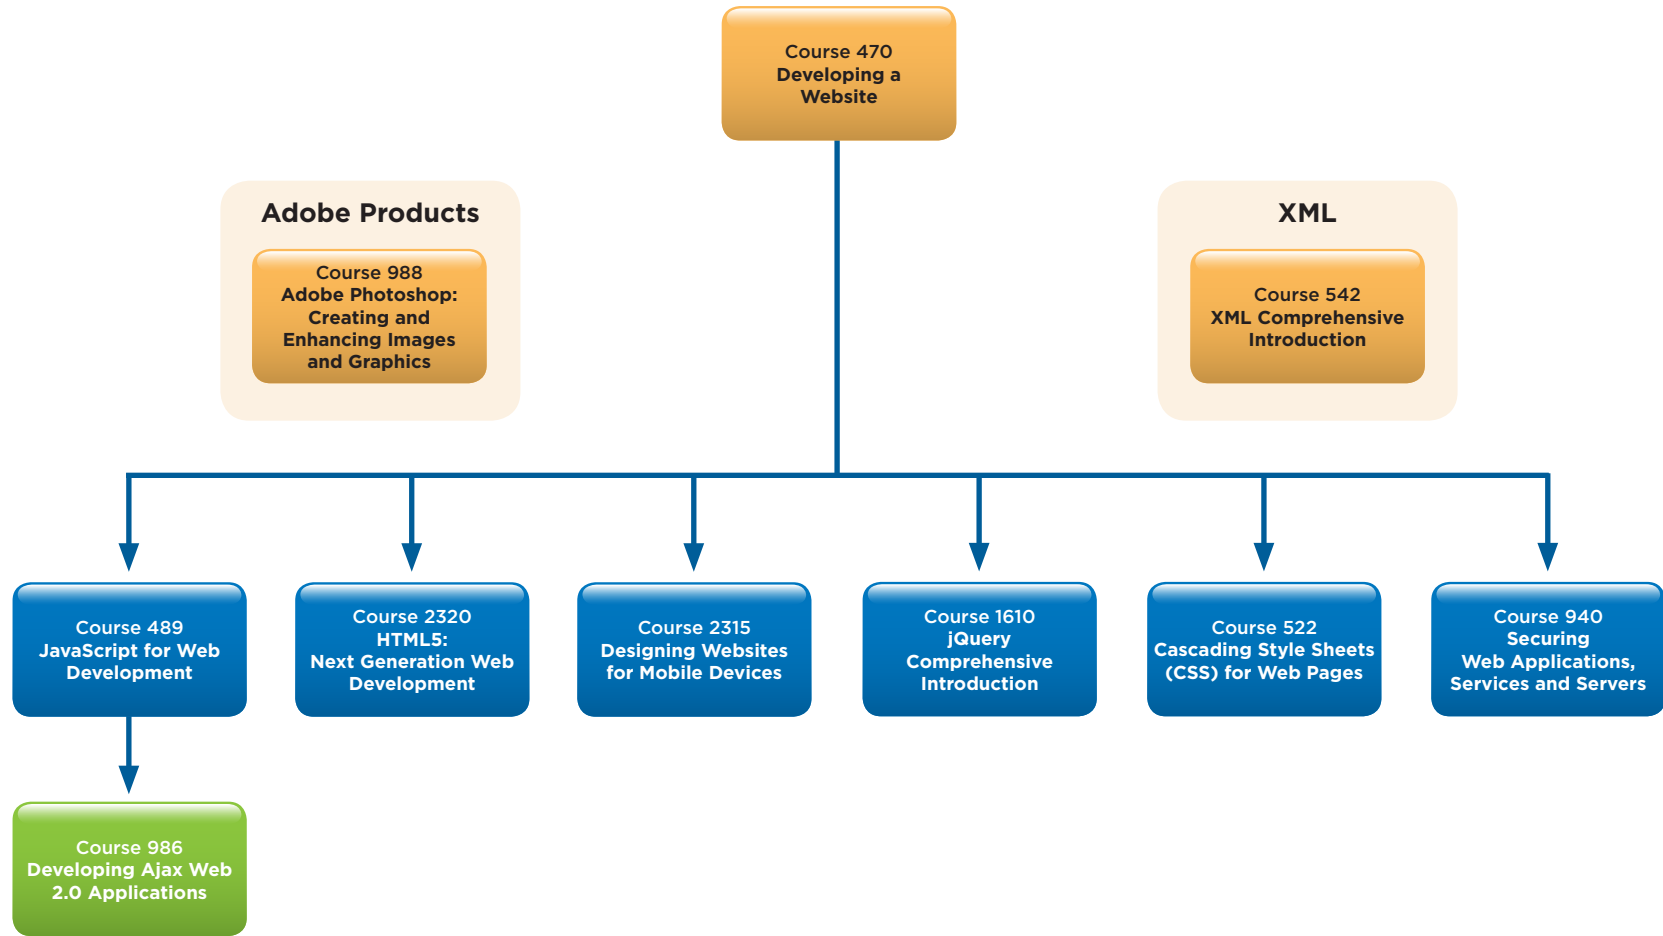 Course 470
Developing a
Website
Adobe Products
Course 988
Adobe Photoshop:
Creating and
Enhancing Images
and Graphics
XML
Course 542
XML Comprehensive
Introduction
Course 489
JavaScript for Web
Development
Course 2320
HTML5:
Next Generation Web
Development
Course 2315
Designing Websites
for Mobile Devices
Course 1610
jQuery
Comprehensive
Introduction
Course 522
Cascading Style Sheets
(CSS) for Web Pages
Course 940
Securing
Web Applications,
Services and Servers
Course 986
Developing Ajax Web
2.0 Applications